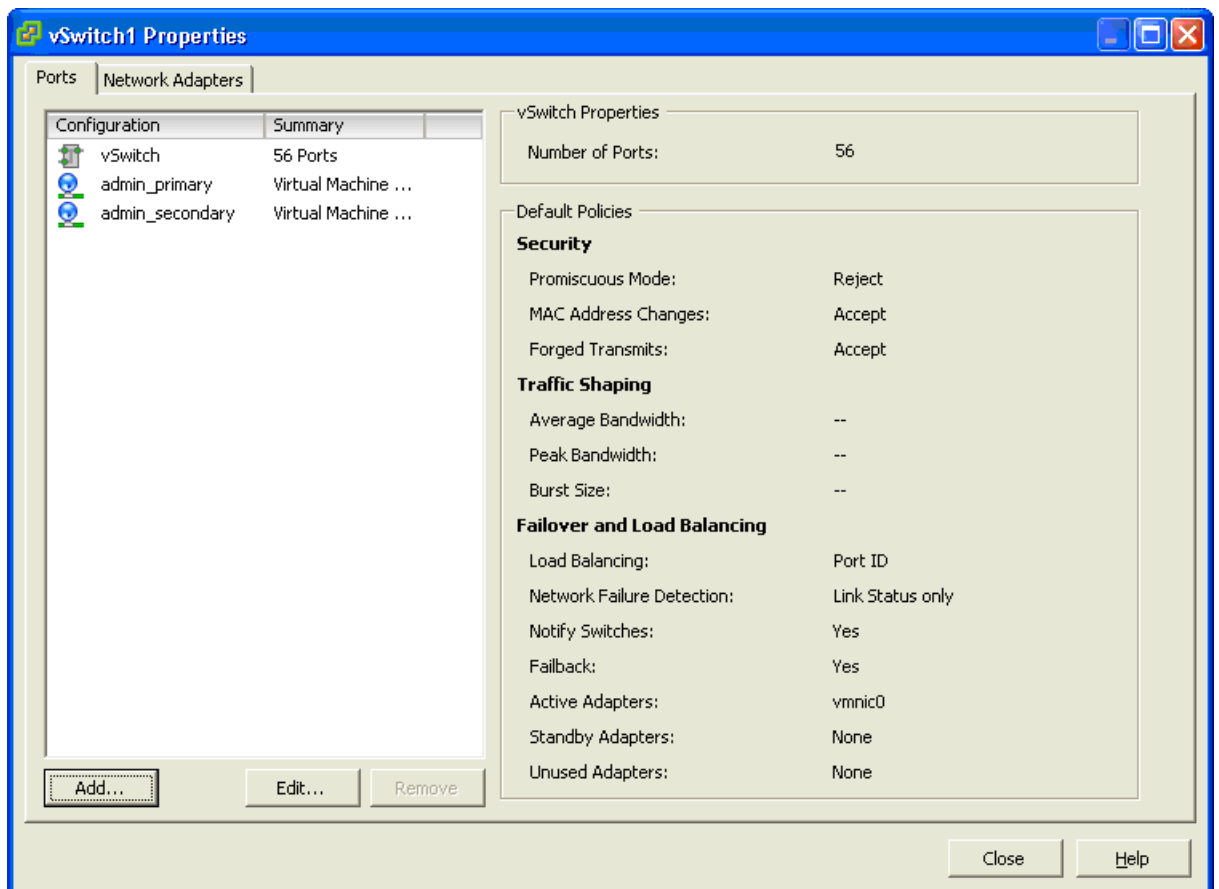 vSwitch1 Properties
Ports Network Adapters
Configuration Summary
vSwitch 56 Ports
admin_primary Virtual Machine ...
admin_secondary Virtual Machine ...
Add... Edit... Remove
vSwitch Properties
Number of Ports: 56
Default Policies
Security
Promiscuous Mode: Reject
MAC Address Changes: Accept
Forged Transmits: Accept
Traffic Shaping
Average Bandwidth: --
Peak Bandwidth: --
Burst Size: --
Failover and Load Balancing
Load Balancing: Port ID
Network Failure Detection: Link Status only
Notify Switches: Yes
Failback: Yes
Active Adapters: vmnic0
Standby Adapters: None
Unused Adapters: None
Close Help